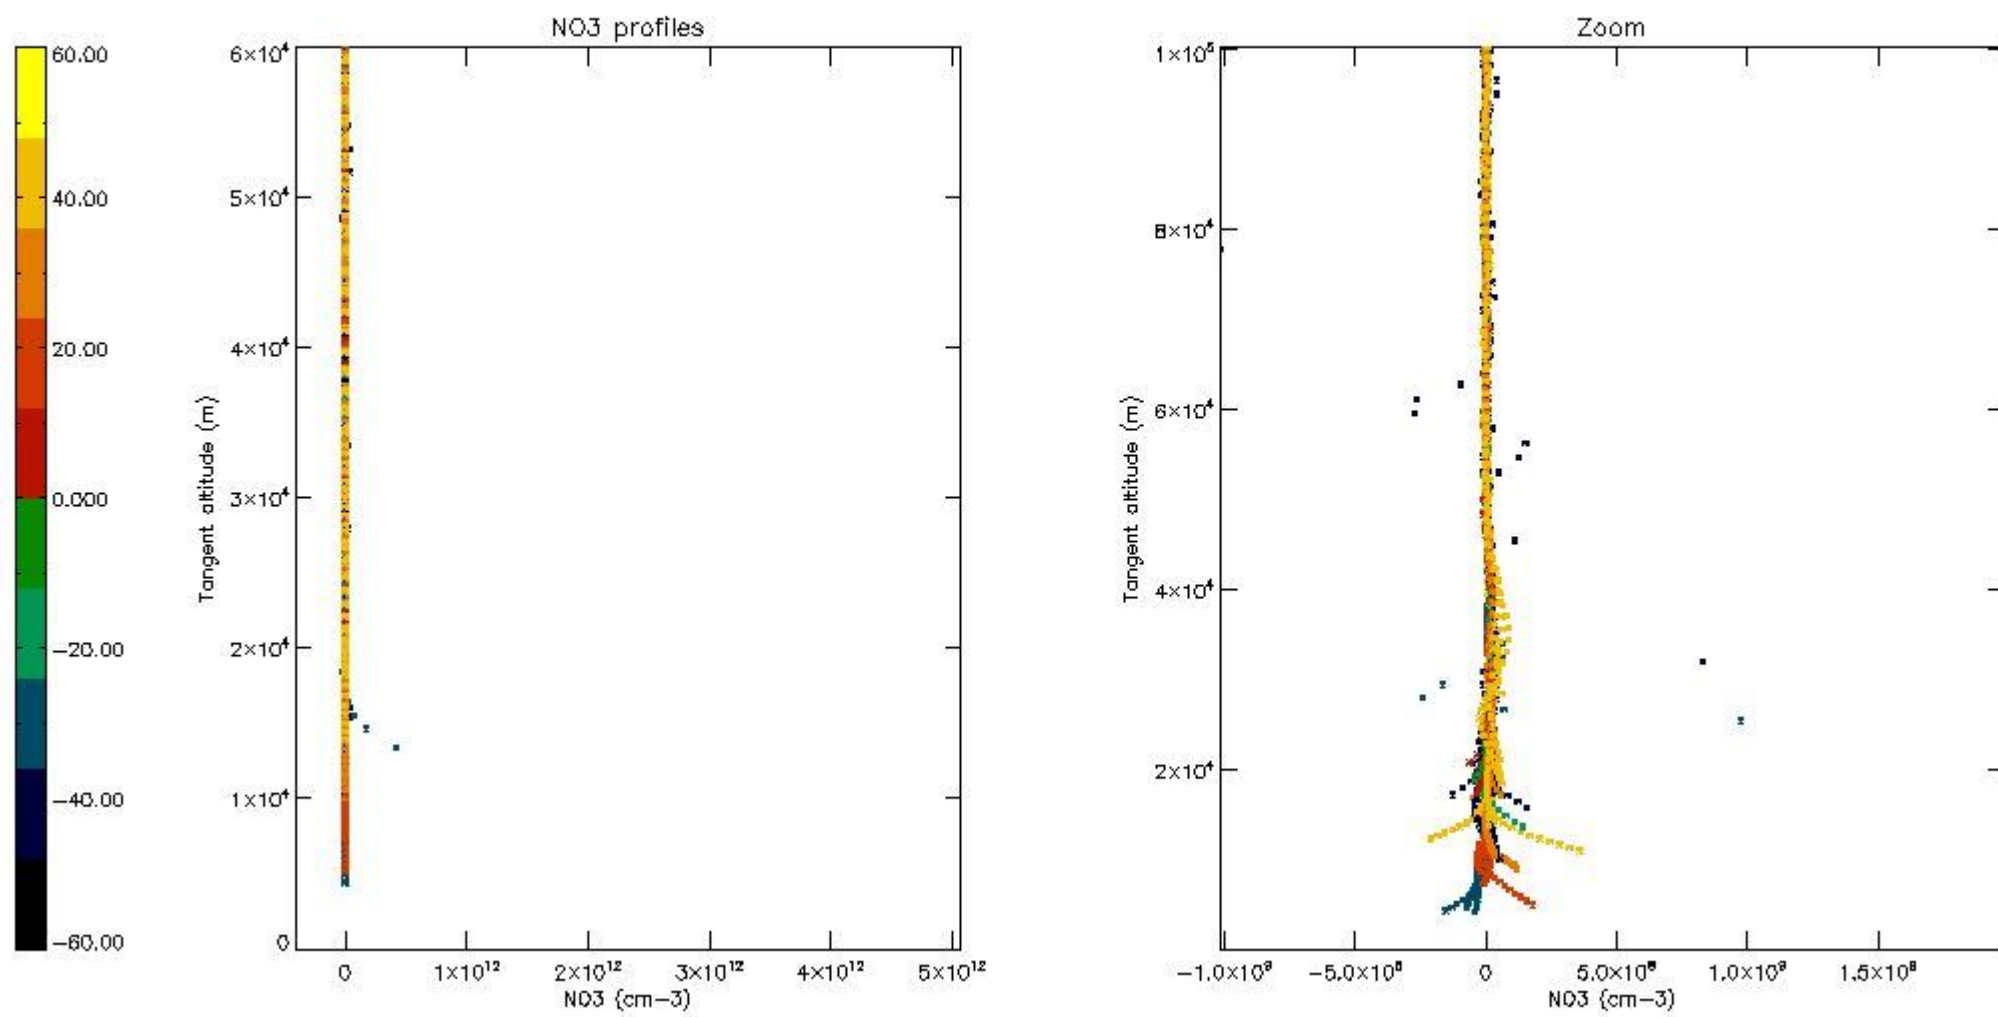 NO3 profiles
60.00
40.00
20.00
0.000
−20.00
−40.00
−60.00
6×10⁴
5×10⁴
4×10⁴
3×10⁴
2×10⁴
1×10⁴
0
Tangent altitude (m)
0 1×10¹² 2×10¹² 3×10¹² 4×10¹² 5×10¹²
NO3 (cm−3)
Zoom
1×10⁵
8×10⁴
6×10⁴
4×10⁴
2×10⁴
Tangent altitude (m)
−1.0×10⁹ −5.0×10⁸ 0 5.0×10⁸ 1.0×10⁹ 1.5×10⁹
NO3 (cm−3)